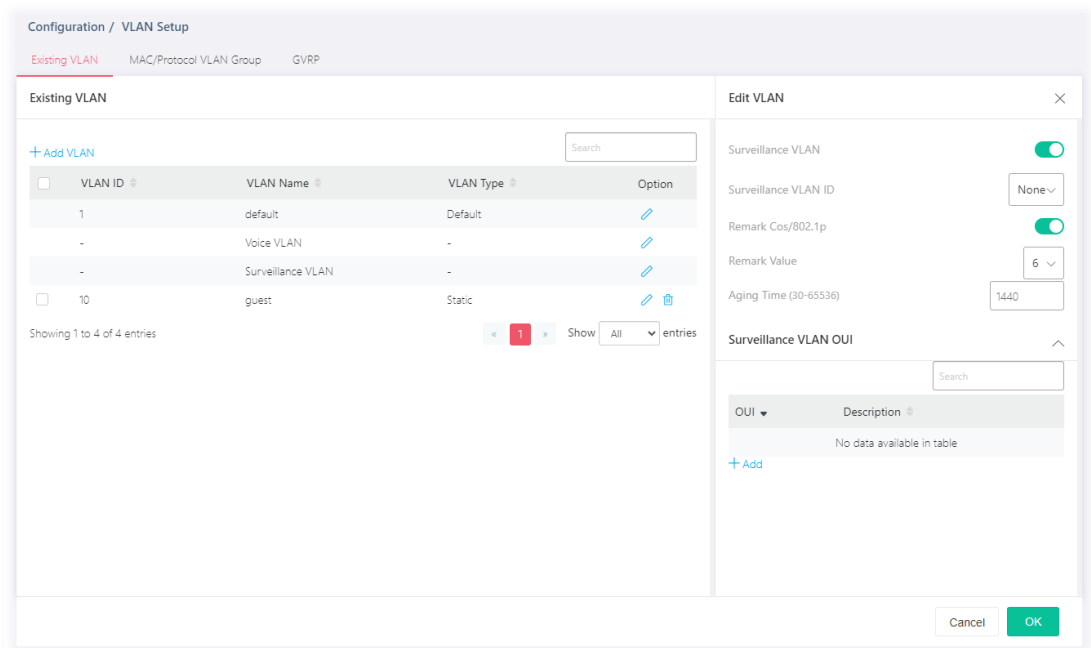 Configuration / VLAN Setup
Existing VLAN MAC/Protocol VLAN Group GVRP
Existing VLAN
+ Add VLAN
Search
VLAN ID VLAN Name VLAN Type Option
1 default Default
- Voice VLAN -
- Surveillance VLAN -
10 guest Static
Showing 1 to 4 of 4 entries
« 1 » Show All entries
Edit VLAN
Surveillance VLAN
Surveillance VLAN ID None
Remark Cos/802.1p
Remark Value 6
Aging Time (30-65536) 1440
Surveillance VLAN OUI
Search
OUI Description
No data available in table
+ Add
Cancel OK